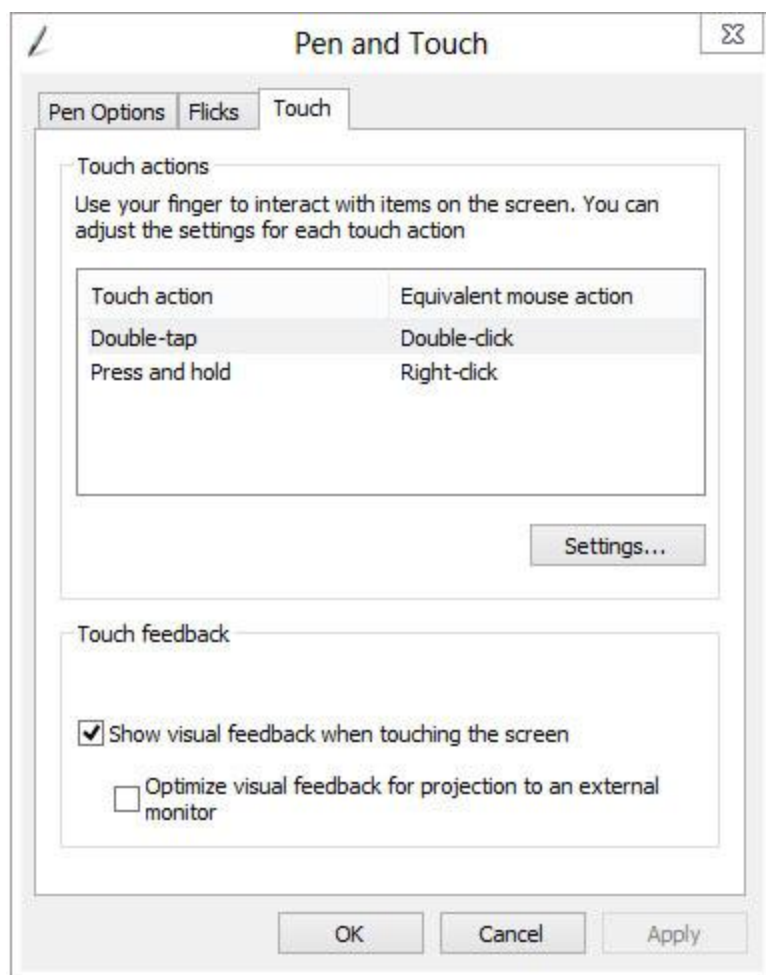 Pen and Touch
Pen Options Flicks Touch
Touch actions
Use your finger to interact with items on the screen. You can
adjust the settings for each touch action
Touch action Equivalent mouse action
Double-tap Double-click
Press and hold Right-click
Settings...
Touch feedback
Show visual feedback when touching the screen
Optimize visual feedback for projection to an external
monitor
OK Cancel Apply